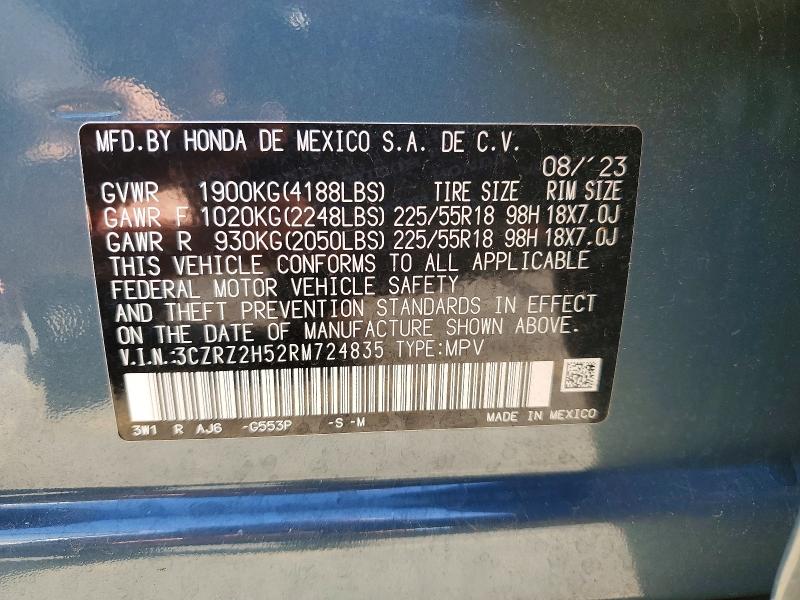 MFD.BY HONDA DE MEXICO S.A. DE C.V.
08/'23
GVWR 1900KG(4188LBS) TIRE SIZE RIM SIZE
GAWR F 1020KG(2248LBS) 225/55R18 98H 18X7.0J
GAWR R 930KG(2050LBS) 225/55R18 98H 18X7.0J
THIS VEHICLE CONFORMS TO ALL APPLICABLE
FEDERAL MOTOR VEHICLE SAFETY
AND THEFT PREVENTION STANDARDS IN EFFECT
ON THE DATE OF MANUFACTURE SHOWN ABOVE.
V.I.N.:3CZRZ2H52RM724835 TYPE:MPV
MADE IN MEXICO
3W1 R AJ6 -G553P -S -M